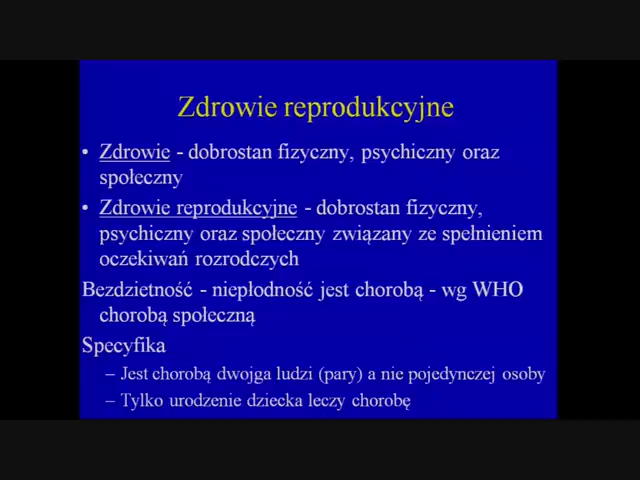 Zdrowie reprodukcyjne
• Zdrowie - dobrostan fizyczny, psychiczny oraz
społeczny
• Zdrowie reprodukcyjne - dobrostan fizyczny,
psychiczny oraz społeczny związany ze spełnieniem
oczekiwań rozrodczych
Bezdzietność - niepłodność jest chorobą - wg WHO
chorobą społeczną
Specyfika
– Jest chorobą dwojga ludzi (pary) a nie pojedynczej osoby
– Tylko urodzenie dziecka leczy chorobę